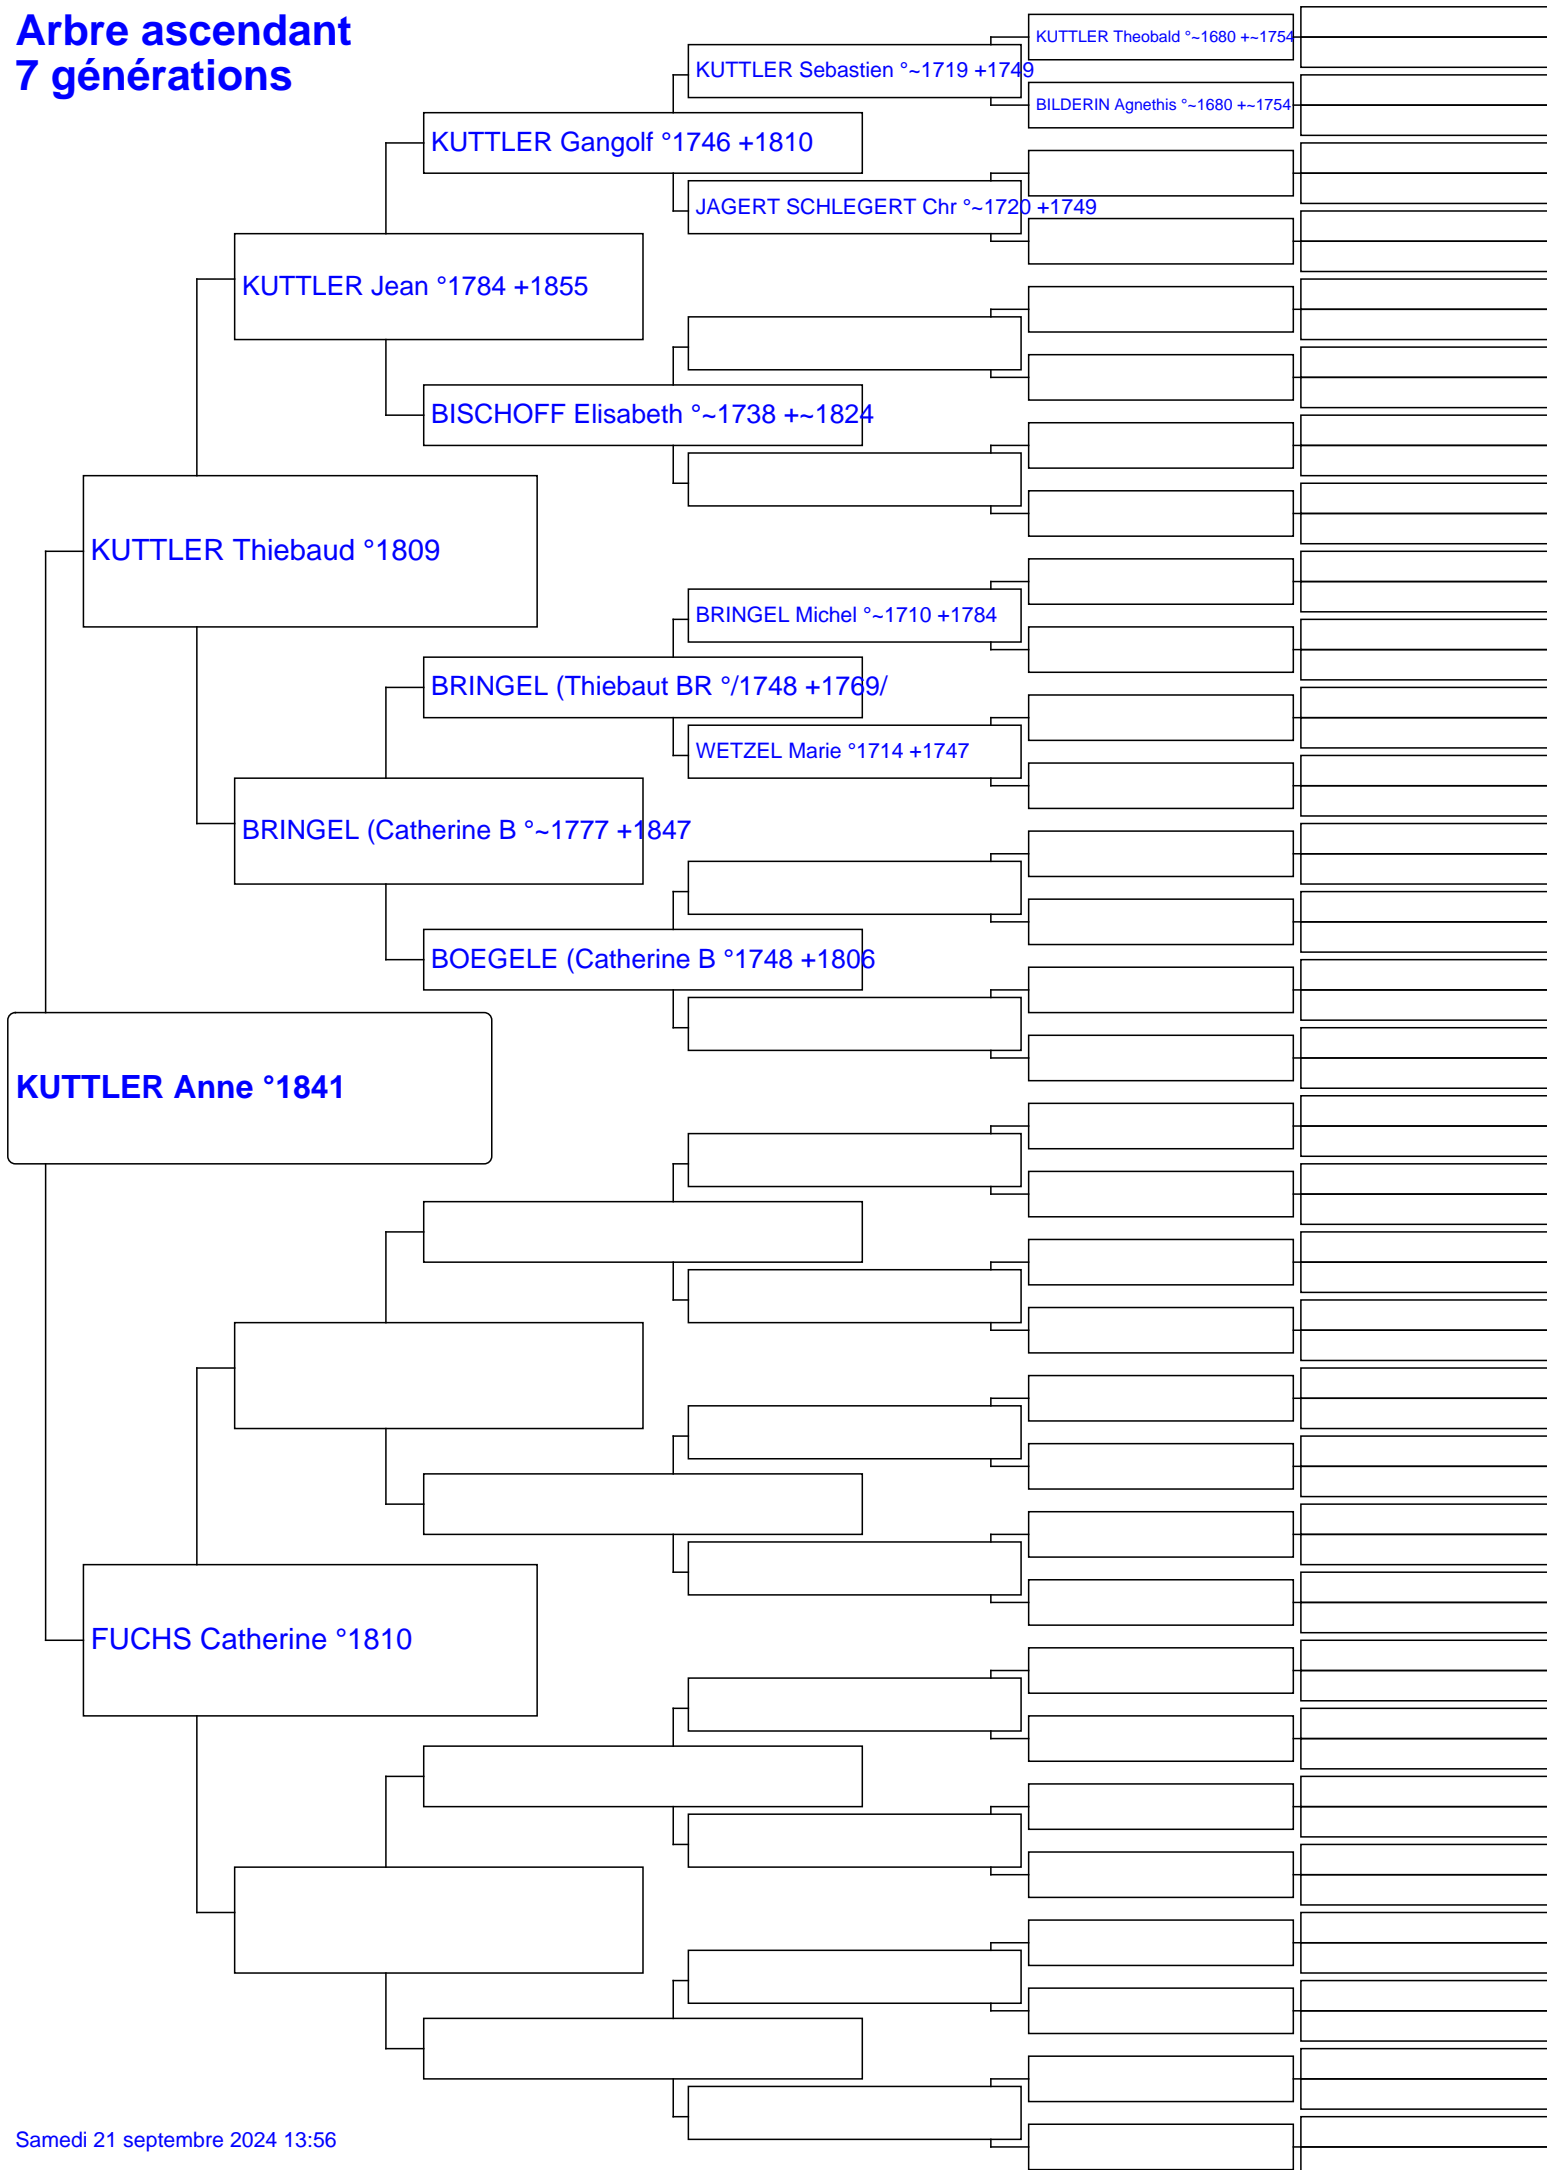 Arbre ascendant
7 générations
KUTTLER Theobald °~1680 +~1754
KUTTLER Sebastien °~1719 +1749
BILDERIN Agnethis °~1680 +~1754
KUTTLER Gangolf °1746 +1810
JAGERT SCHLEGERT Chr °~1720 +1749
KUTTLER Jean °1784 +1855
BISCHOFF Elisabeth °~1738 +~1824
KUTTLER Thiebaud °1809
BRINGEL Michel °~1710 +1784
BRINGEL (Thiebaut BR °/1748 +1769/
WETZEL Marie °1714 +1747
BRINGEL (Catherine B °~1777 +1847
BOEGELE (Catherine B °1748 +1806
KUTTLER Anne °1841
FUCHS Catherine °1810
Samedi 21 septembre 2024 13:56